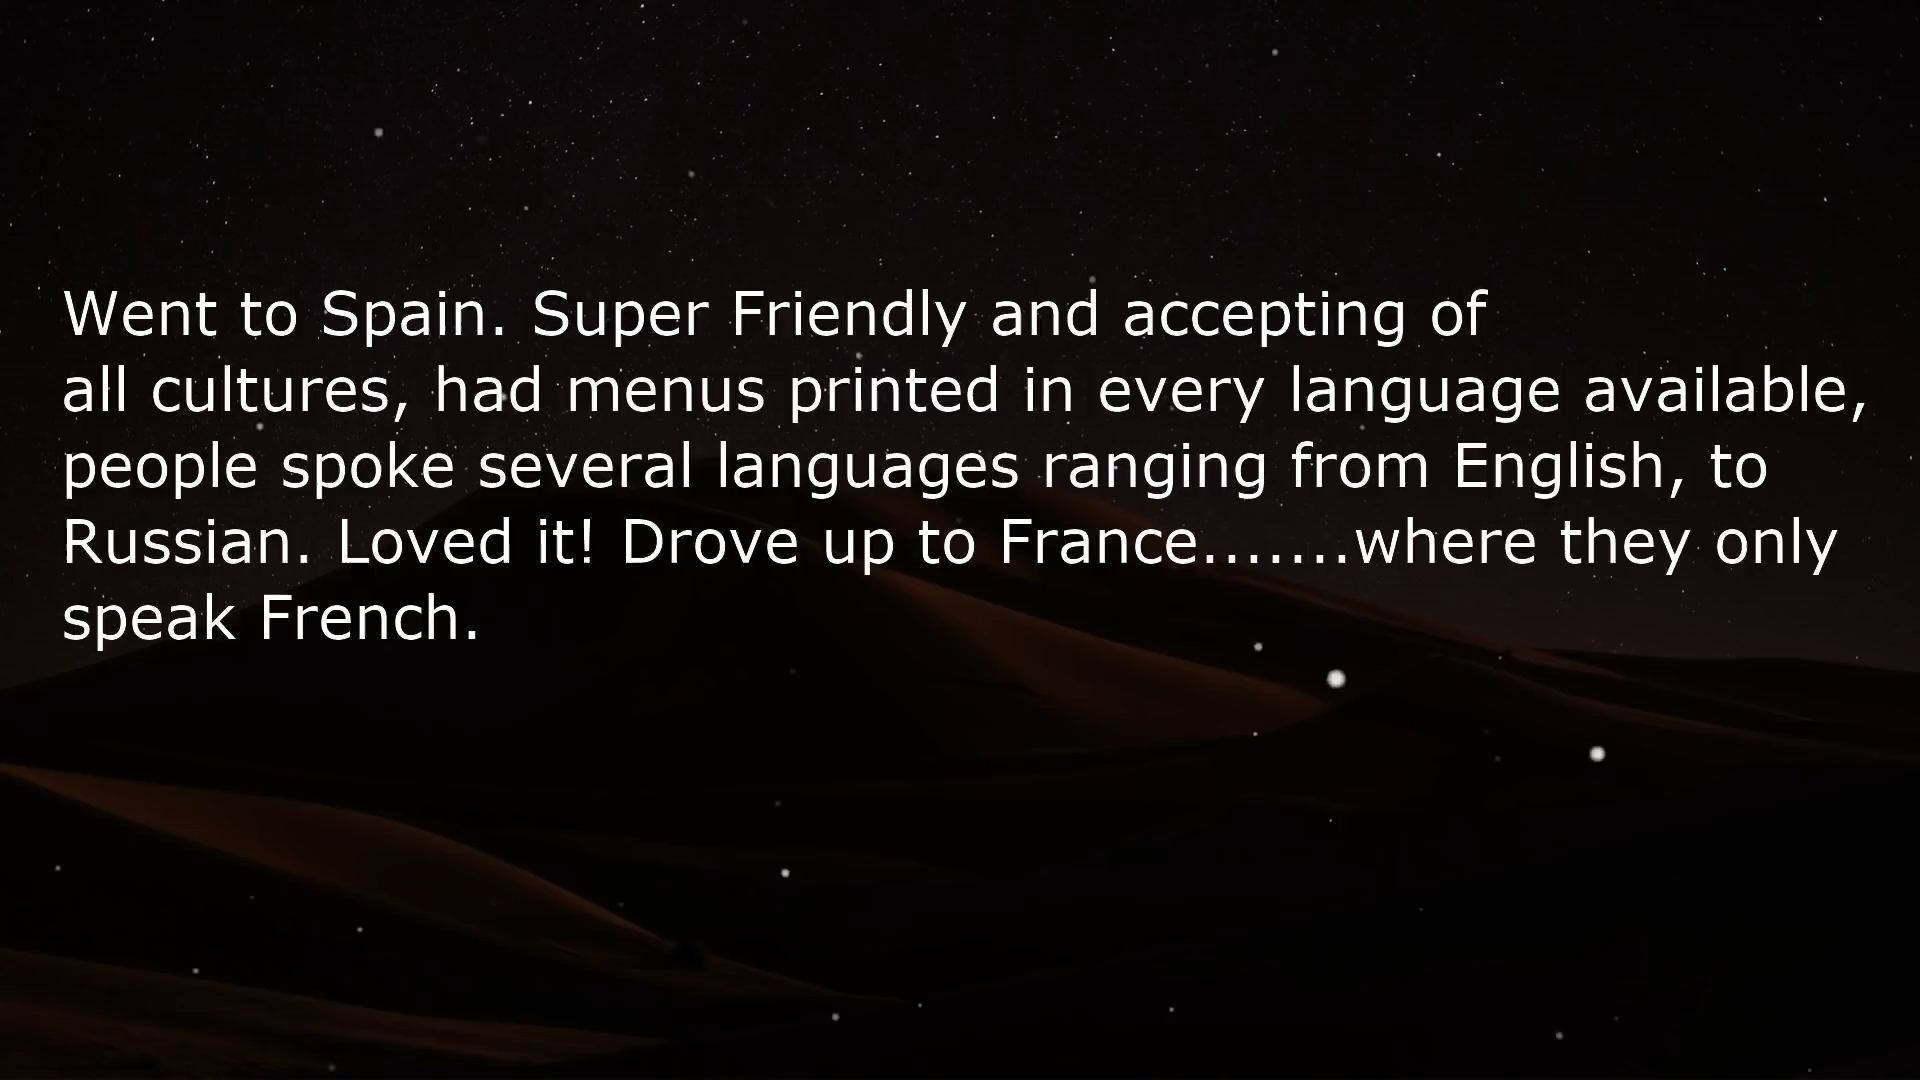 Went to Spain. Super Friendly and accepting of
all cultures, had menus printed in every language available,
people spoke several languages ranging from English, to
Russian. Loved it! Drove up to France.......where they only
speak French.